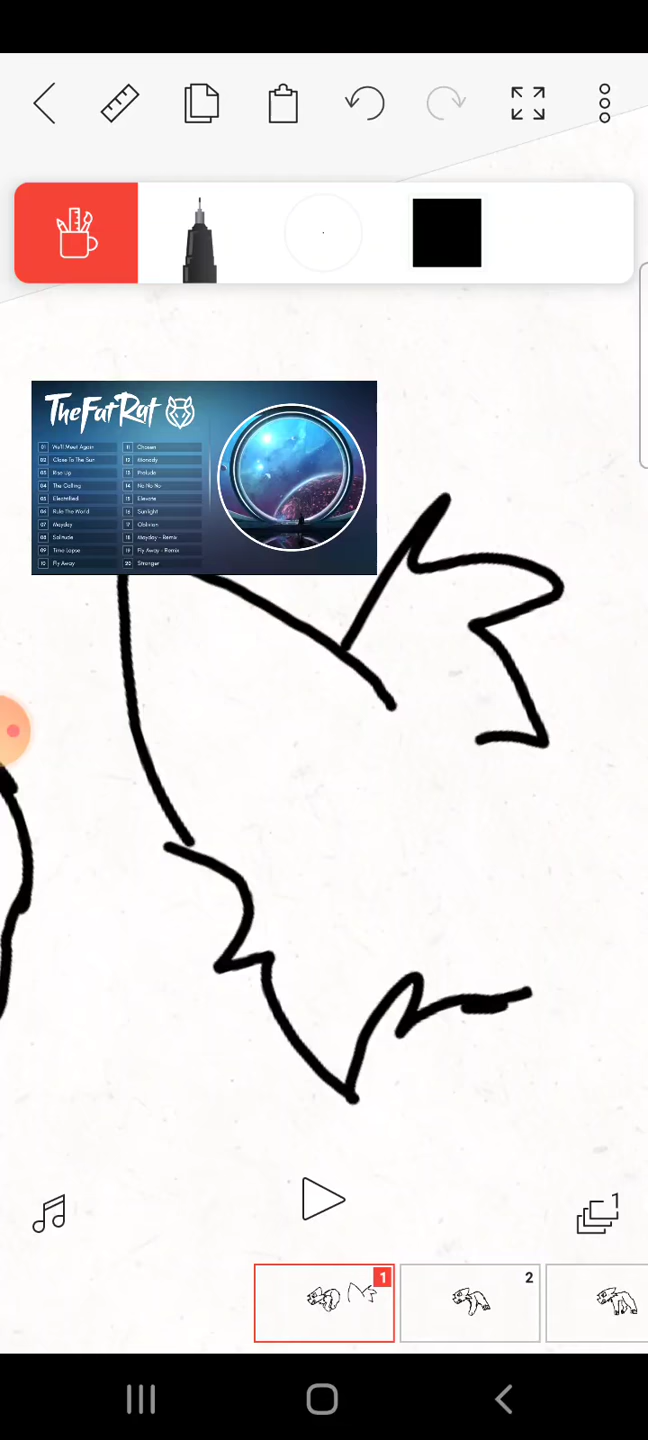 TheFatRat
01 We'll Meet Again
02 Close To The Sun
03 Rise Up
04 The Calling
05 Electrified
06 Rule The World
07 Mayday
08 Solitude
09 Time Lapse
10 Fly Away
11 Chosen
12 Monody
13 Prelude
14 No No No
15 Elevate
16 Sunlight
17 Oblivion
18 Mayday - Remix
19 Fly Away - Remix
20 Stronger
1
1
2